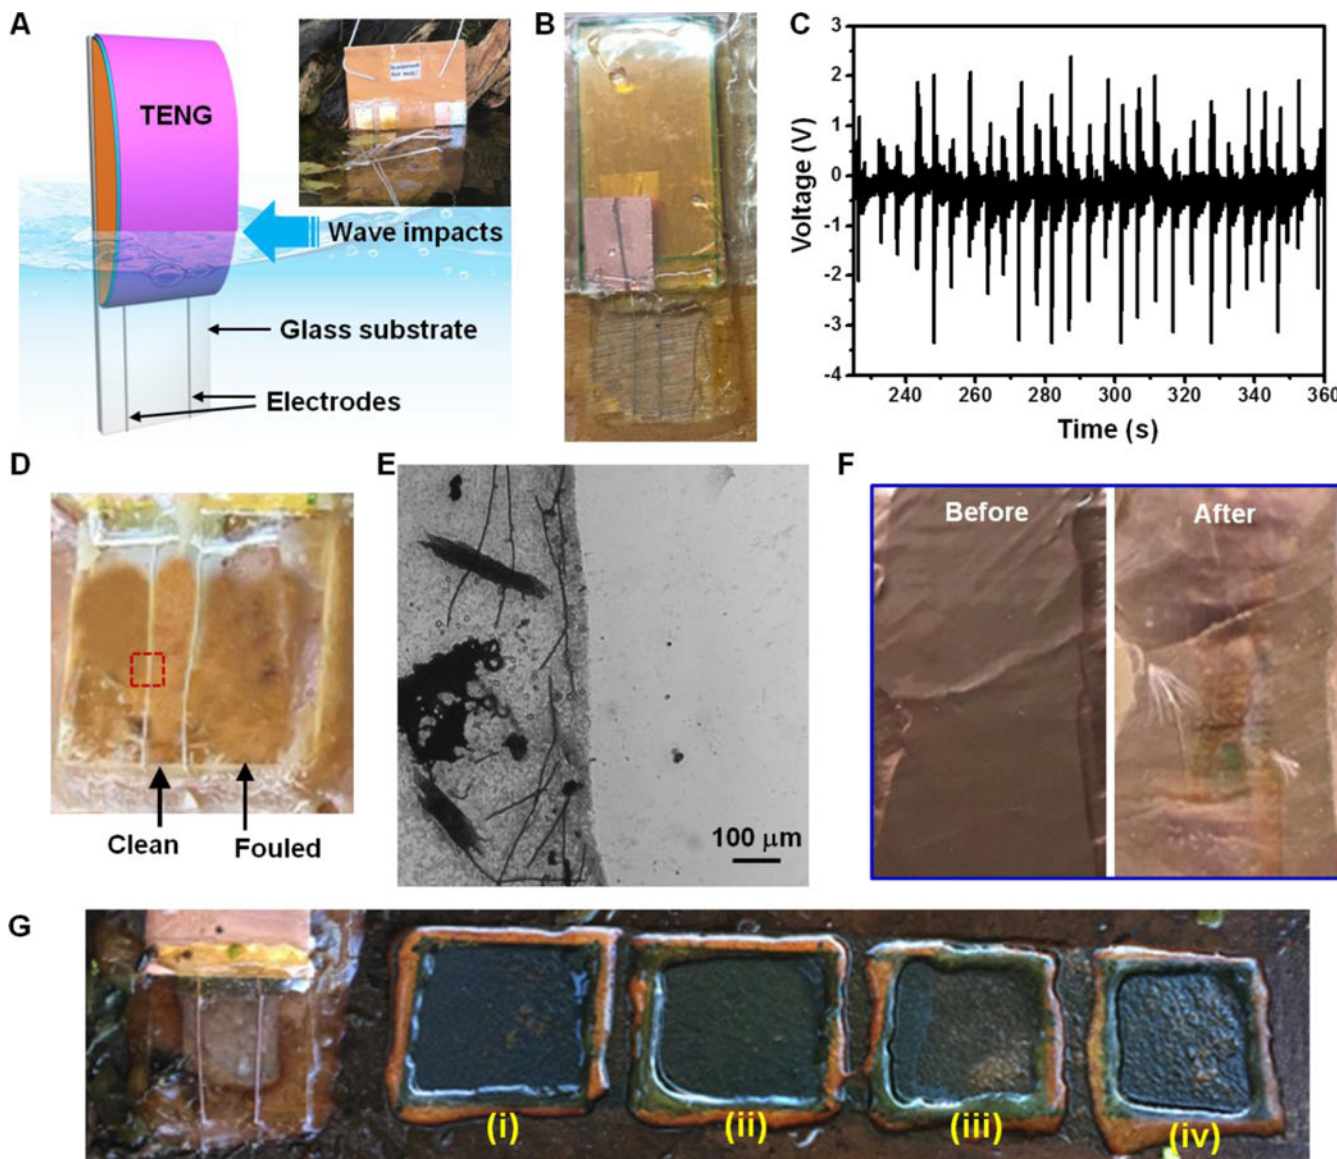 A
TENG
Wave impacts
Glass substrate
Electrodes
B
C
Voltage (V)
3
2
1
0
-1
-2
-3
-4
240 260 280 300 320 340 360
Time (s)
D
Clean Fouled
E
100 μm
F
Before After
G
(i) (ii) (iii) (iv)